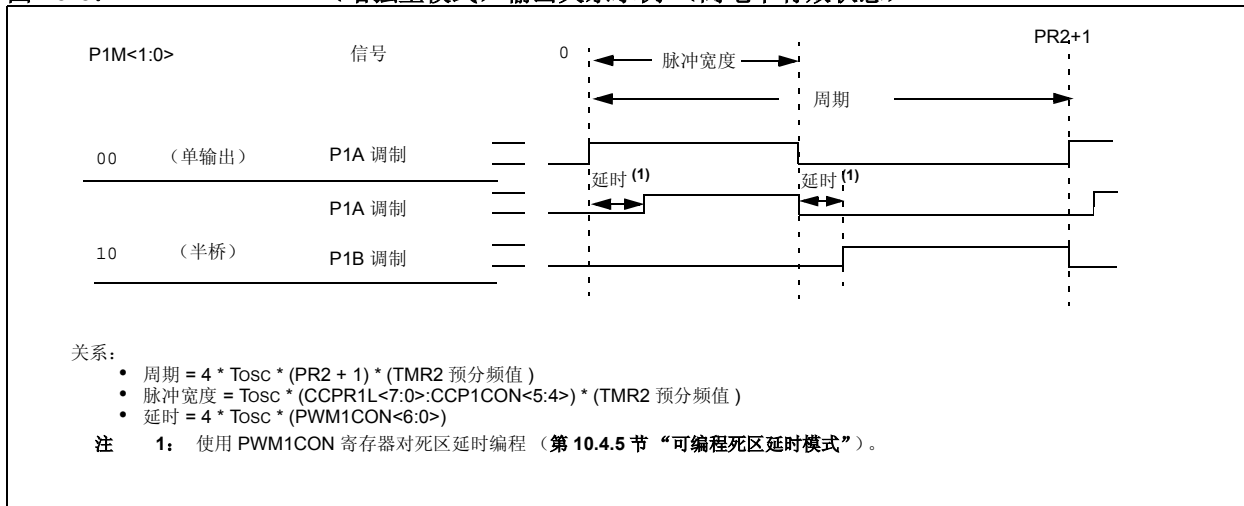 P1M<1:0> 信号 0 脉冲宽度 PR2+1
周期
00 （单输出） P1A 调制
延时(1) 延时(1)
P1A 调制
10 （半桥） P1B 调制
关系：
• 周期 = 4 * TOSC * (PR2 + 1) * (TMR2 预分频值 )
• 脉冲宽度 = TOSC * (CCPR1L<7:0>:CCP1CON<5:4>) * (TMR2 预分频值 )
• 延时 = 4 * TOSC * (PWM1CON<6:0>)
注 1： 使用 PWM1CON 寄存器对死区延时编程 （第 10.4.5 节 “可编程死区延时模式”）。